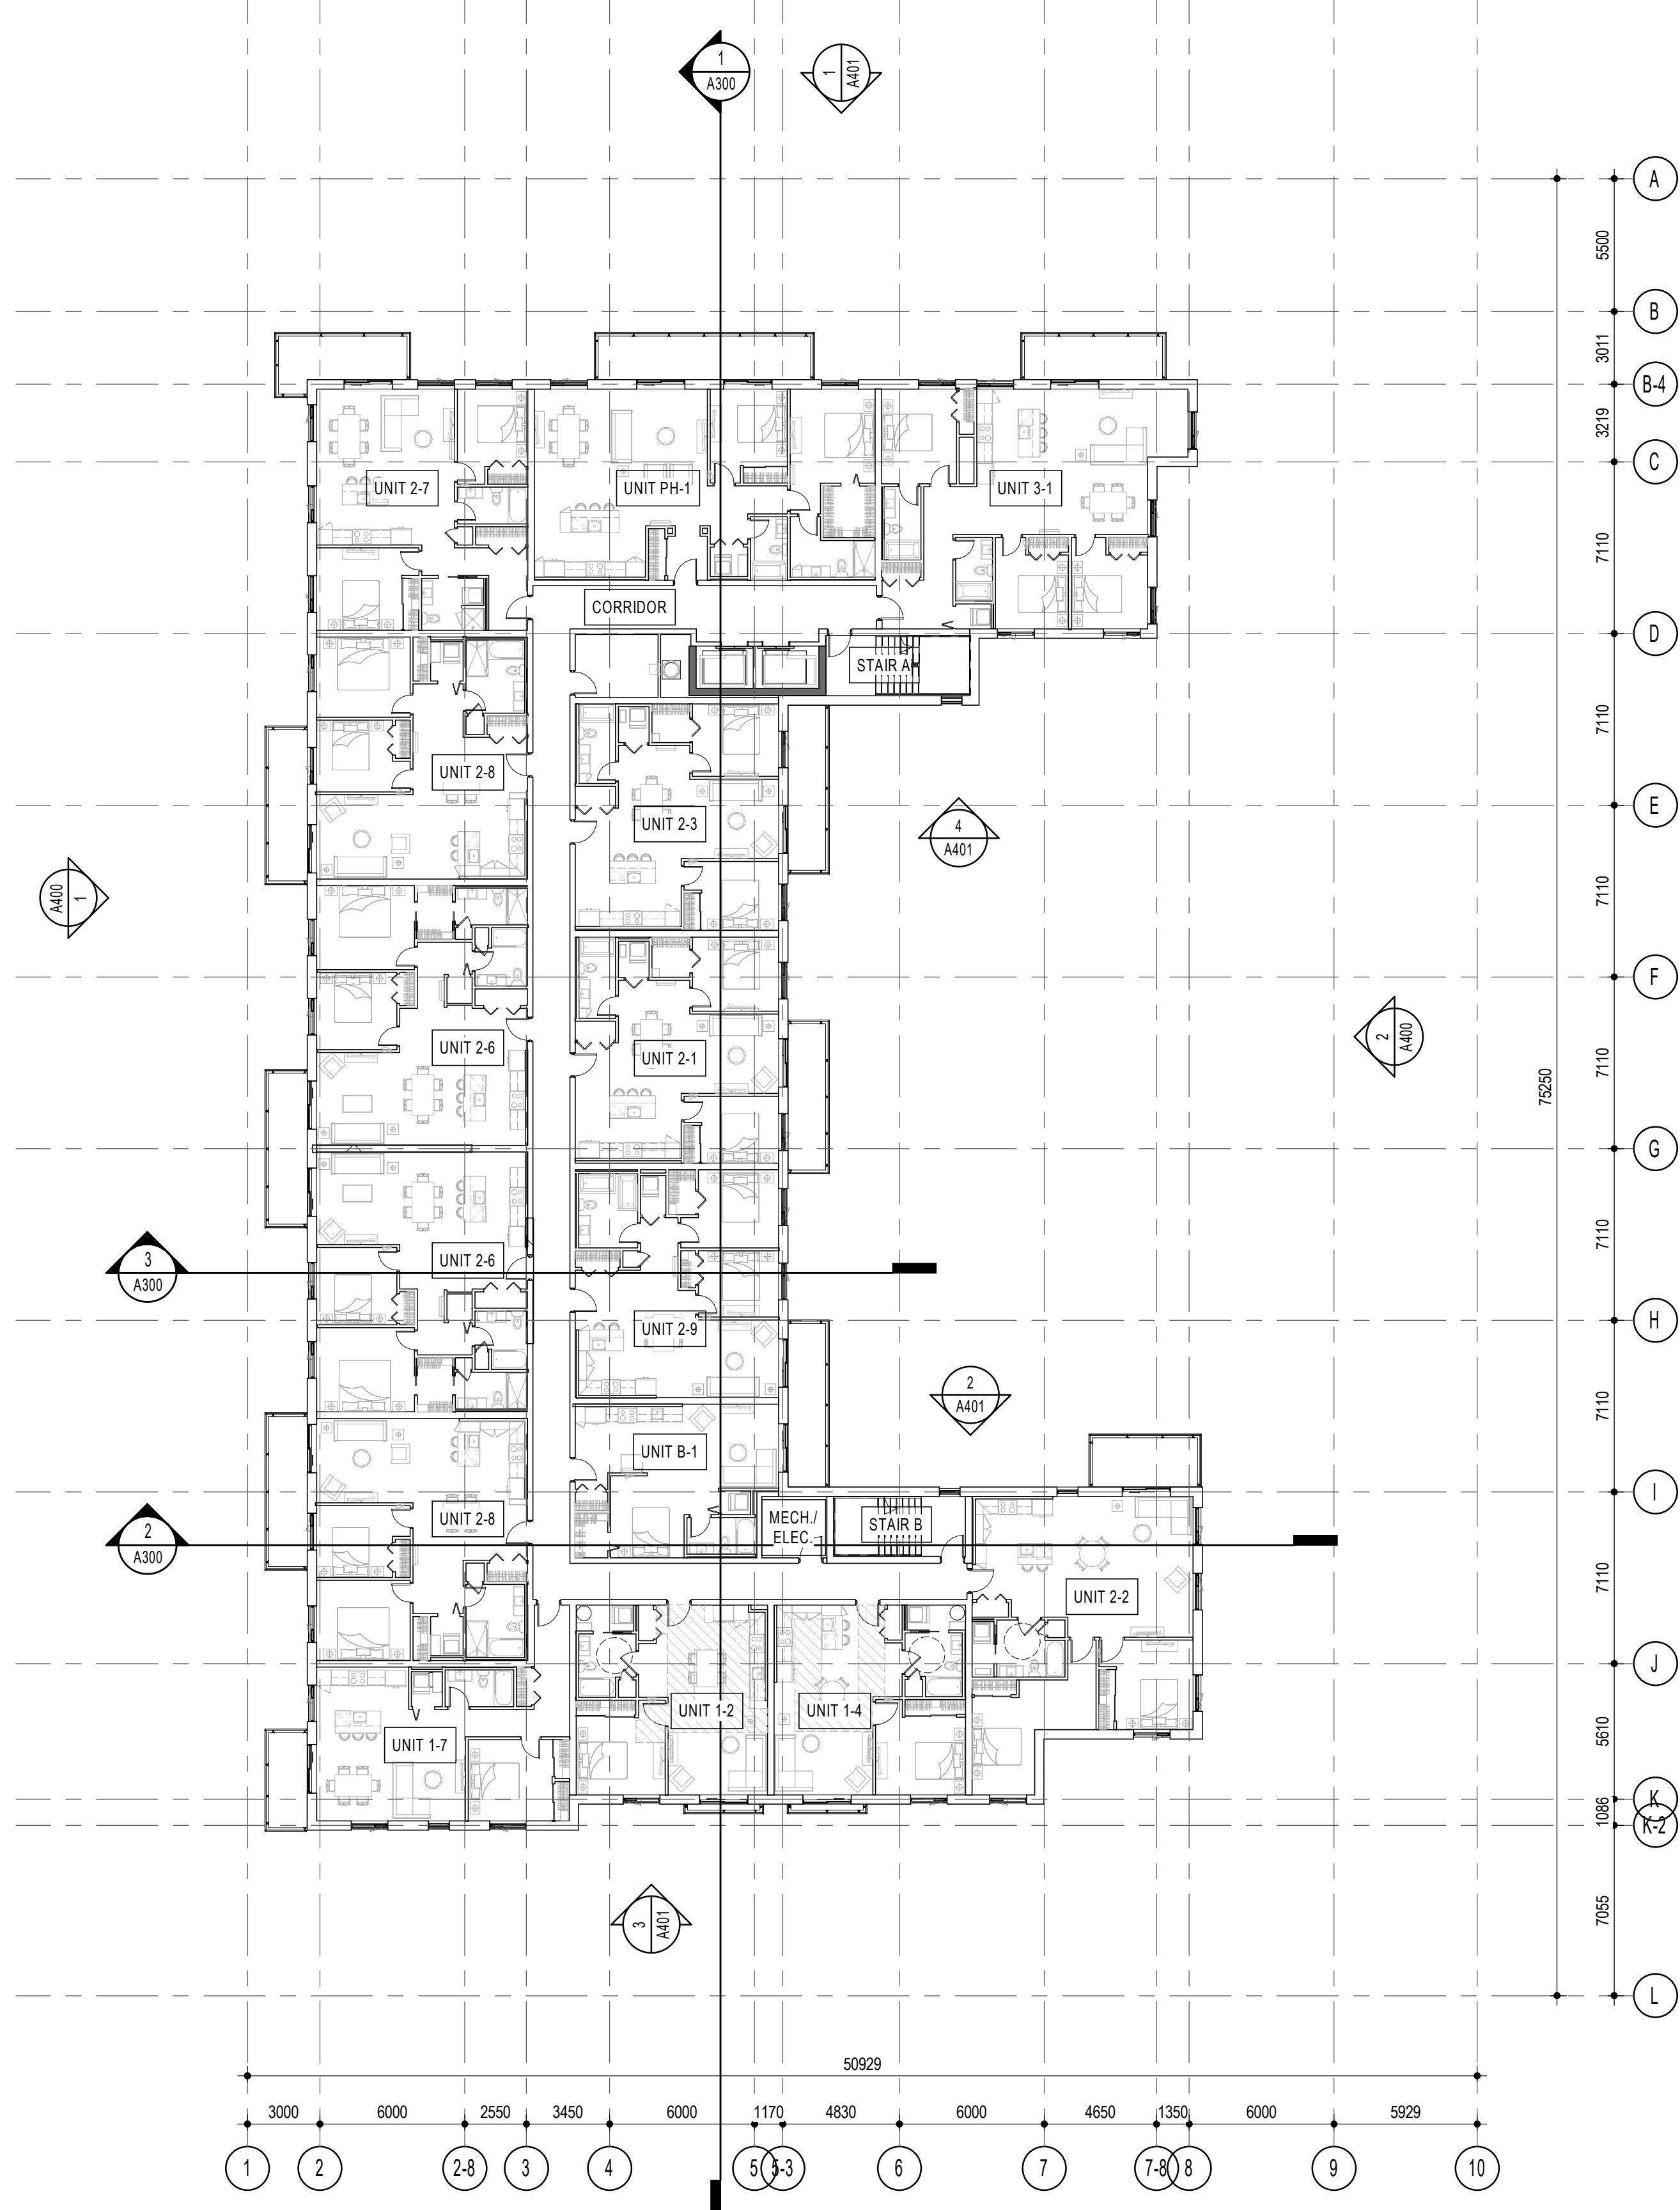 1
A300
1
A401
A
5500
B
3011
B-4
3219
C
UNIT 2-7
UNIT PH-1
UNIT 3-1
7110
CORRIDOR
D
STAIR A
7110
UNIT 2-8
E
UNIT 2-3
4
A401
A400
1
7110
F
2
A400
UNIT 2-6
UNIT 2-1
7110
75250
G
7110
3
A300
UNIT 2-6
H
UNIT 2-9
2
A401
7110
UNIT B-1
I
UNIT 2-8
MECH./
ELEC.
STAIR B
2
A300
7110
UNIT 2-2
J
UNIT 1-2
UNIT 1-4
5610
UNIT 1-7
K
1086
K-2
3
A401
7055
L
50929
3000
6000
2550
3450
6000
1170
4830
6000
4650
1350
6000
5929
1
2
2-8
3
4
5
5-3
6
7
7-8
8
9
10